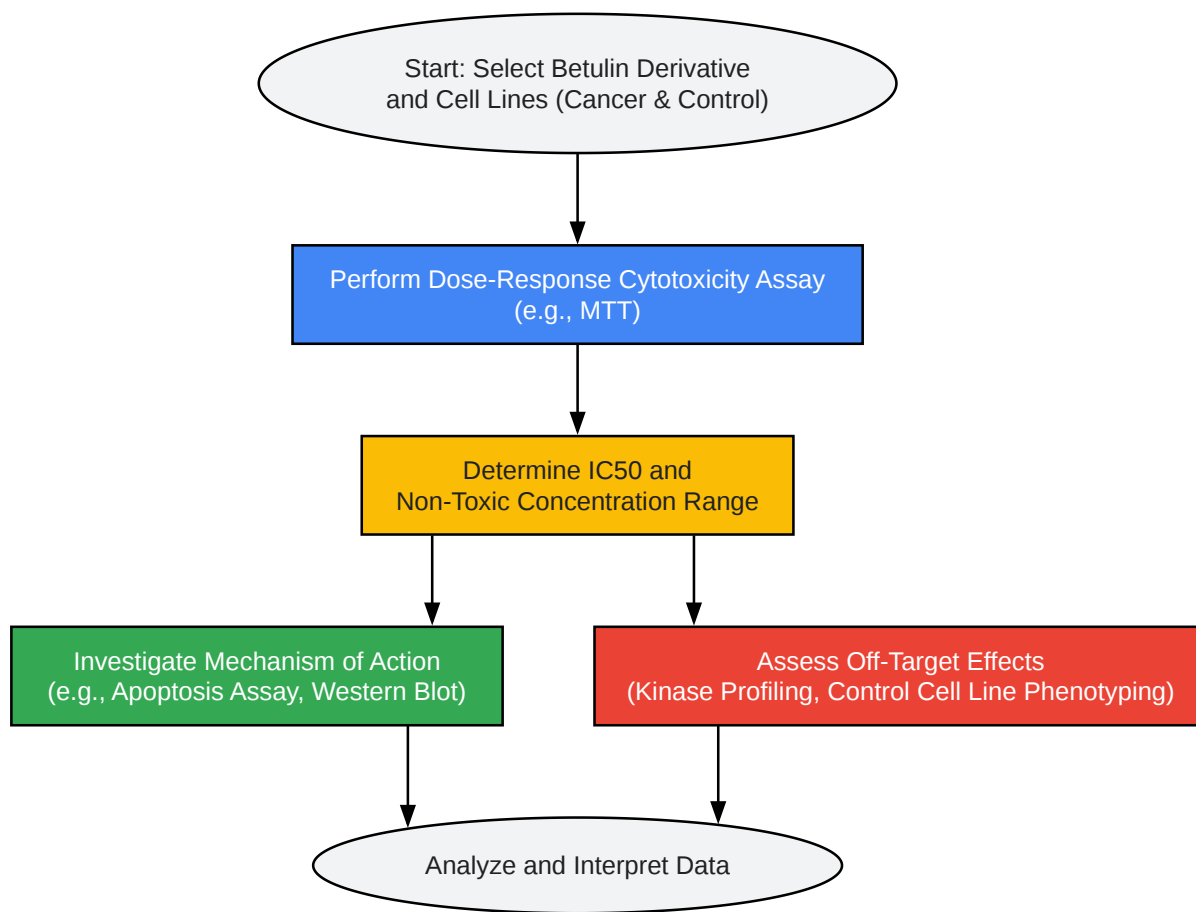 Start: Select Betulin Derivative
and Cell Lines (Cancer & Control)
Perform Dose-Response Cytotoxicity Assay
(e.g., MTT)
Determine IC50 and
Non-Toxic Concentration Range
Investigate Mechanism of Action
(e.g., Apoptosis Assay, Western Blot)
Assess Off-Target Effects
(Kinase Profiling, Control Cell Line Phenotyping)
Analyze and Interpret Data